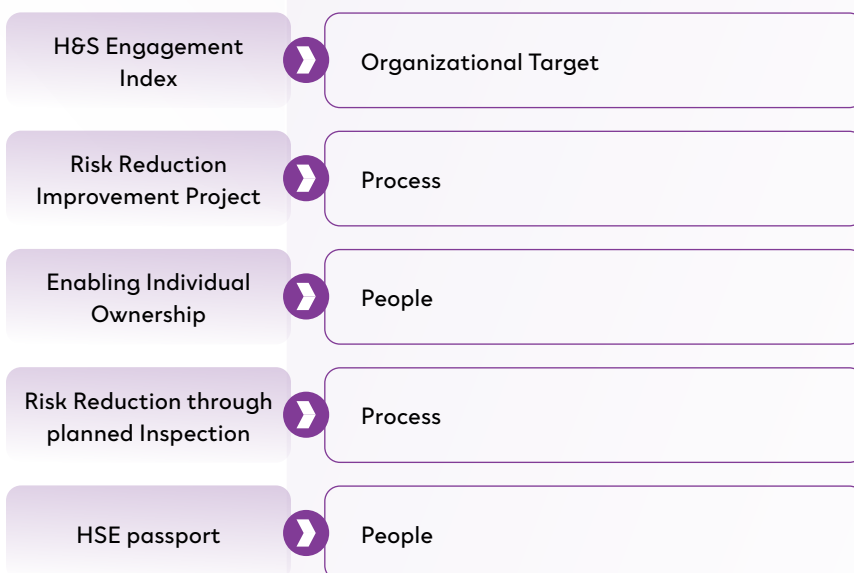 H&S Engagement
Index
Organizational Target
Risk Reduction
Improvement Project
Process
Enabling Individual
Ownership
People
Risk Reduction through
planned Inspection
Process
HSE passport
People